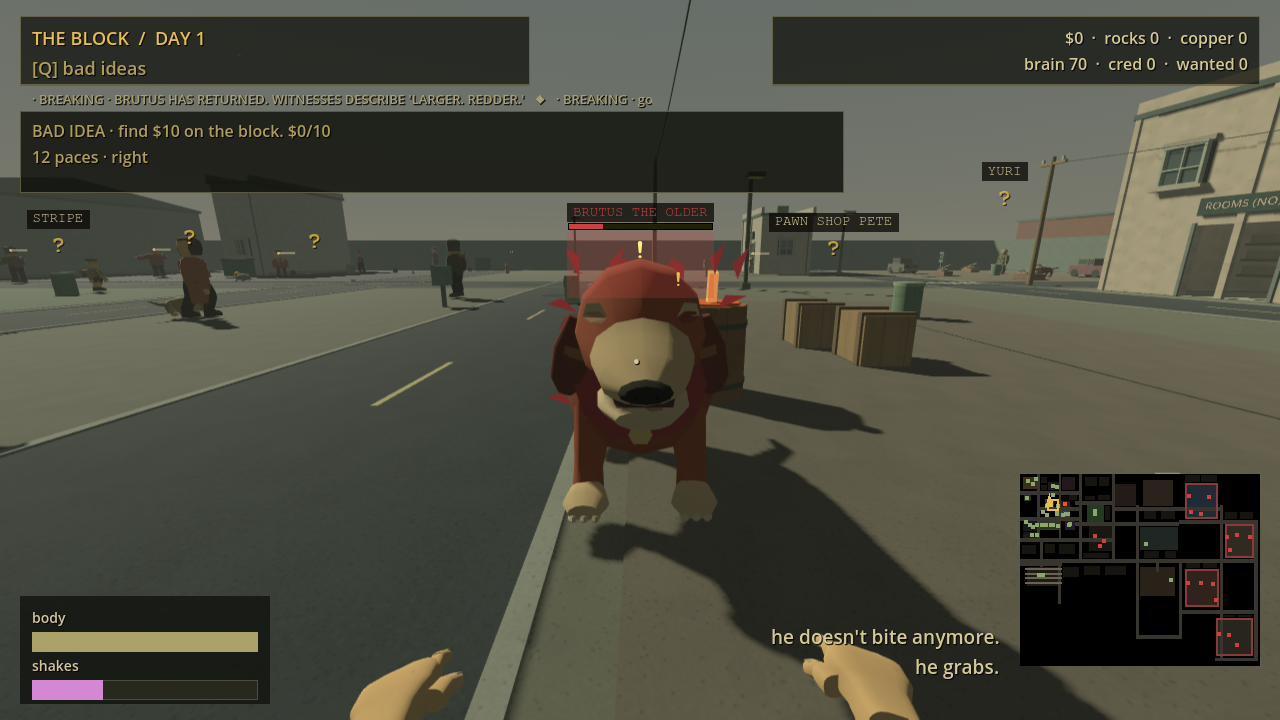 THE BLOCK / DAY 1
[Q] bad ideas
$0 · rocks 0 · copper 0
brain 70 · cred 0 · wanted 0
· BREAKING · BRUTUS HAS RETURNED. WITNESSES DESCRIBE 'LARGER. REDDER.' ◆ · BREAKING · go
BAD IDEA · find $10 on the block. $0/10
12 paces · right
YURI
?
STRIPE
?
?
?
BRUTUS THE OLDER
!
!
PAWN SHOP PETE
?
ROOMS (NO
body
shakes
he doesn't bite anymore.
he grabs.